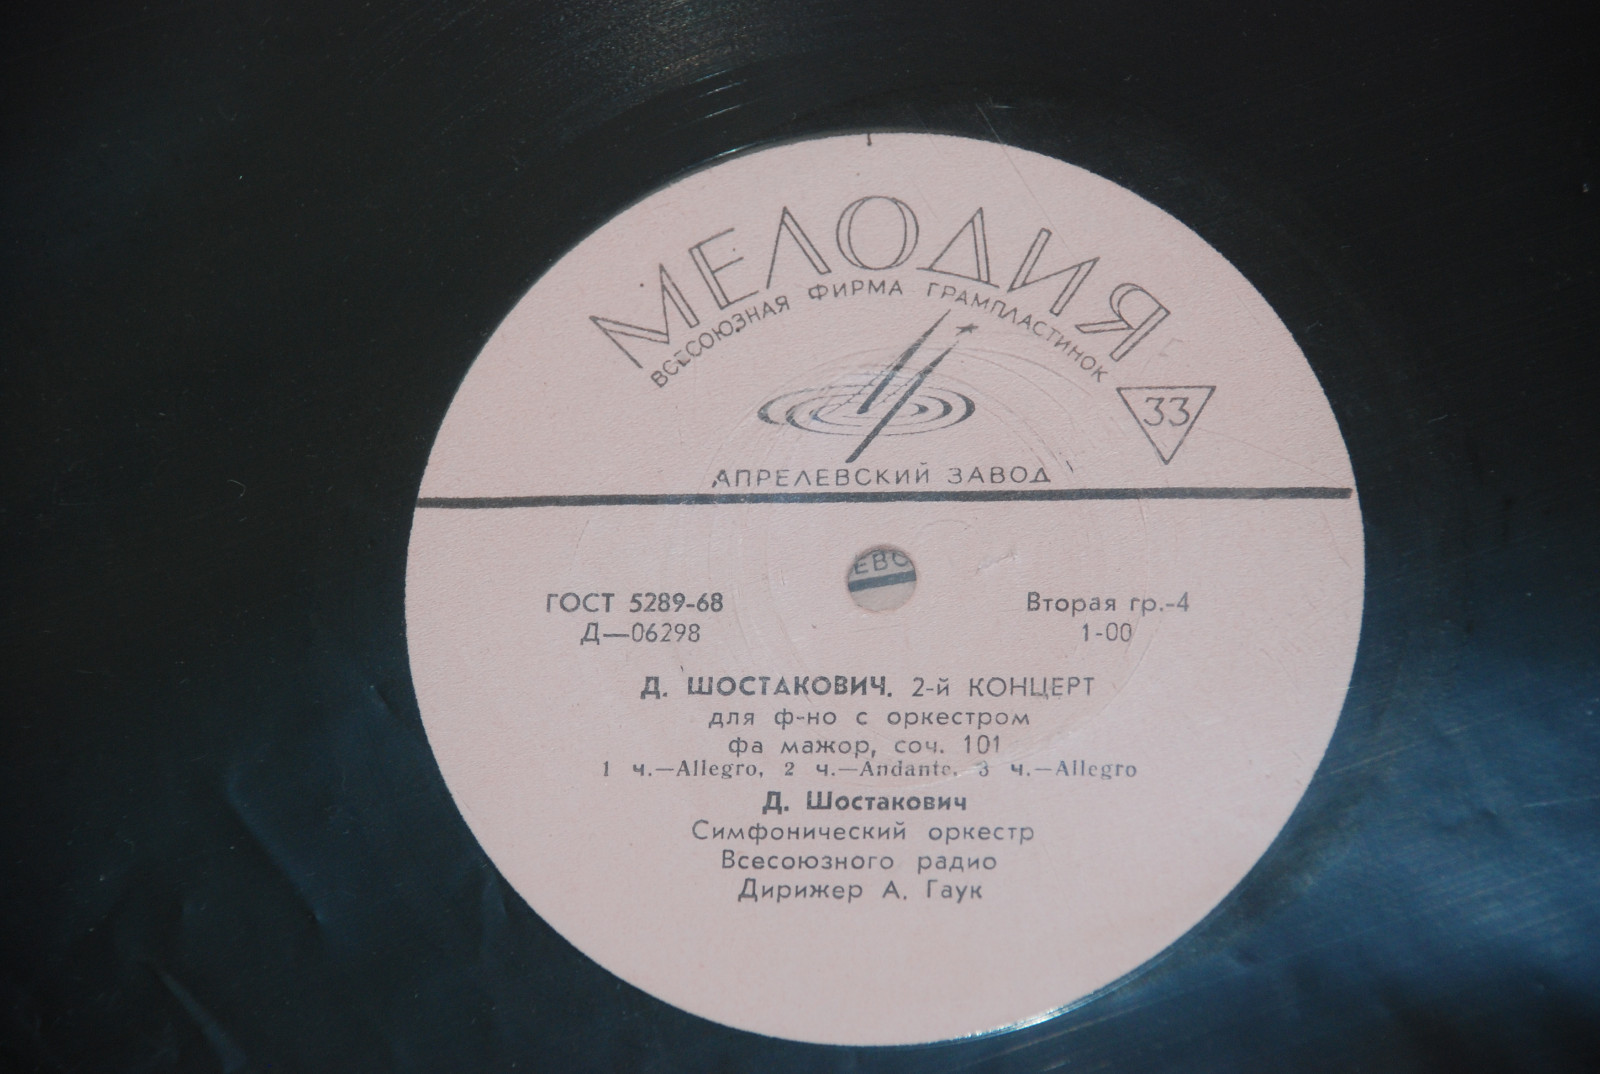 МЕЛОДИЯ
ВСЕСОЮЗНАЯ ФИРМА ГРАМПЛАСТИНОК
33
АПРЕЛЕВСКИЙ ЗАВОД
ЕВС
ГОСТ 5289-68
Вторая гр.-4
Д—06298
1-00
Д. ШОСТАКОВИЧ. 2-й КОНЦЕРТ
для ф-но с оркестром
фа мажор, соч. 101
1 ч.—Allegro, 2 ч.—Andante, 3 ч.—Allegro
Д. Шостакович
Симфонический оркестр
Всесоюзного радио
Дирижер А. Гаук